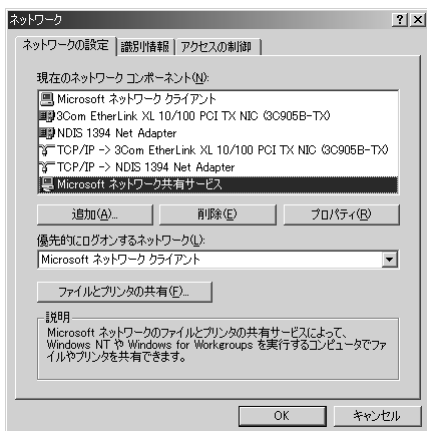 ネットワーク
ネットワークの設定 識別情報 アクセスの制御
現在のネットワーク コンポーネント(N):
Microsoft ネットワーク クライアント
3Com EtherLink XL 10/100 PCI TX NIC (3C905B-TX)
NDIS 1394 Net Adapter
TCP/IP -> 3Com EtherLink XL 10/100 PCI TX NIC (3C905B-TX)
TCP/IP -> NDIS 1394 Net Adapter
Microsoft ネットワーク共有サービス
追加(A)... 削除(E) プロパティ(R)
優先的にログオンするネットワーク(L):
Microsoft ネットワーク クライアント
ファイルとプリンタの共有(F)...
説明
Microsoft ネットワークのファイルとプリンタの共有サービスによって、
Windows NT や Windows for Workgroups を実行するコンピュータでファ
イルやプリンタを共有できます。
OK キャンセル